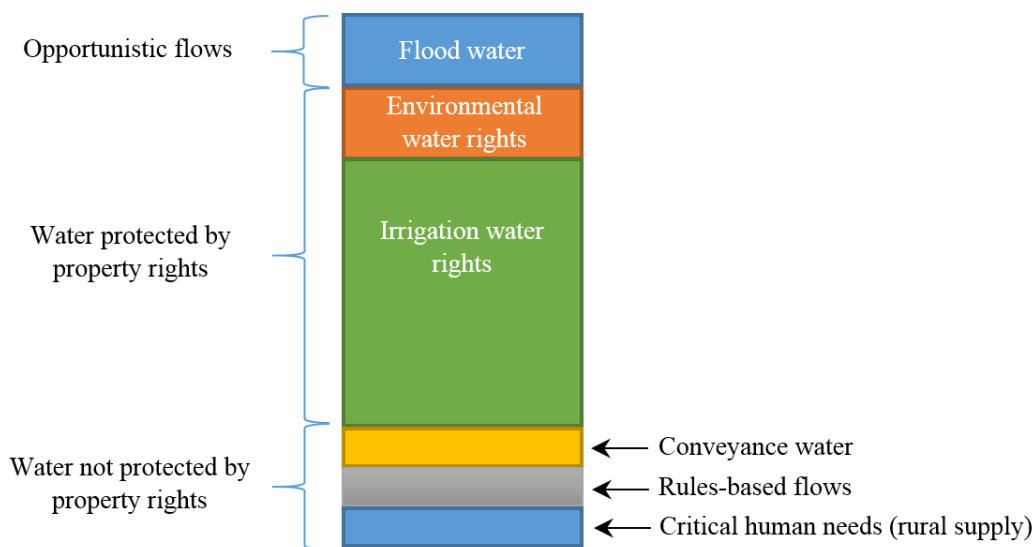 Opportunistic flows
Flood water
Environmental
water rights
Water protected by
property rights
Irrigation water
rights
Water not protected by
property rights
Conveyance water
Rules-based flows
Critical human needs (rural supply)